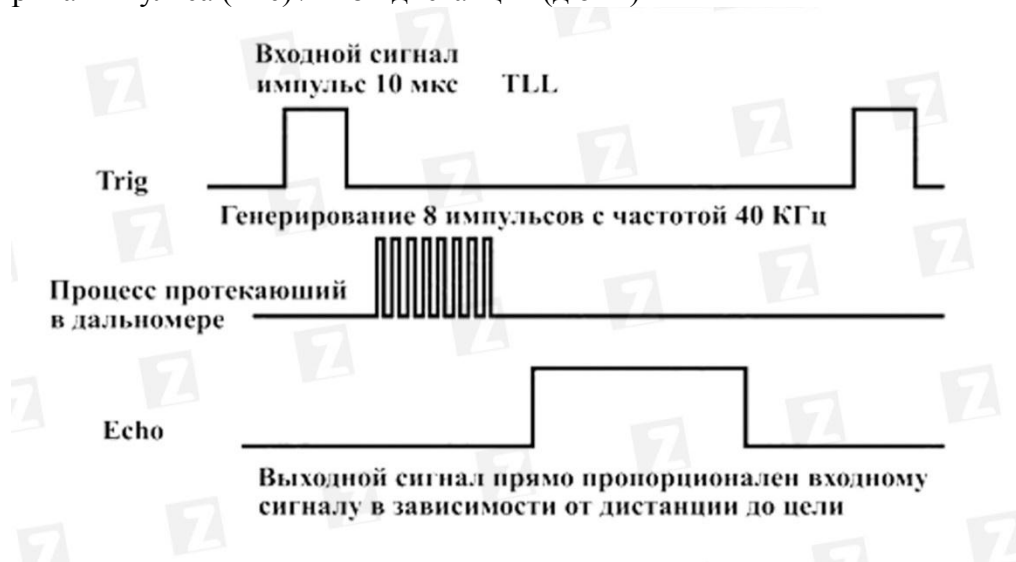 Входной сигнал
импульс 10 мкс TLL
Trig
Генерирование 8 импульсов с частотой 40 КГц
Процесс протекаюший
в дальномере
Echo
Выходной сигнал прямо пропорционален входному
сигналу в зависимости от дистанции до цели